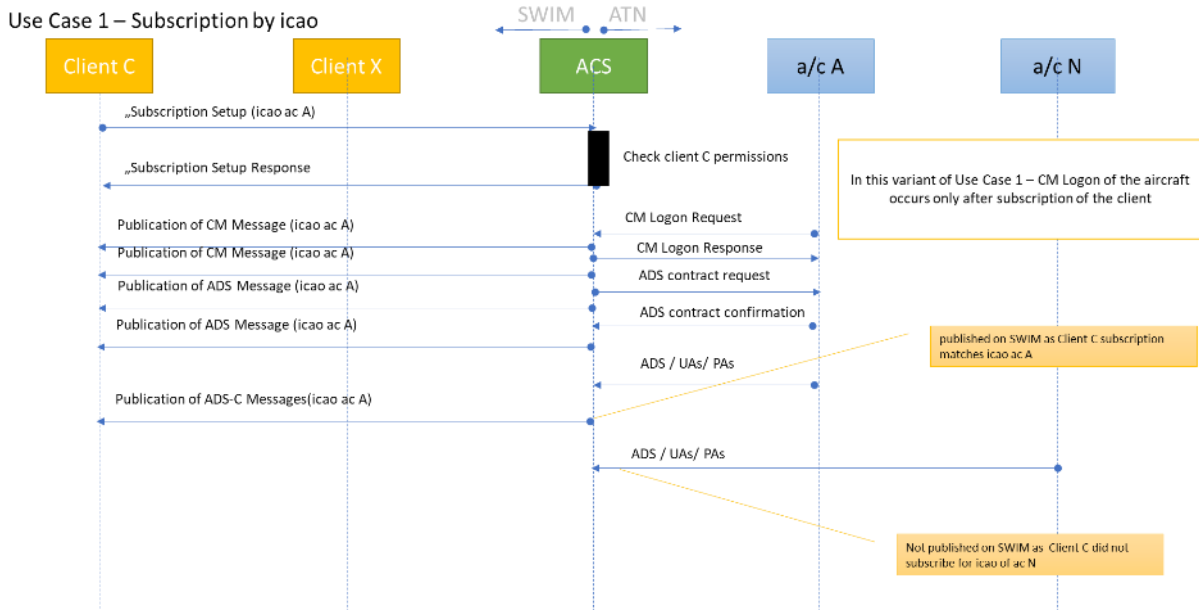 Use Case 1 – Subscription by icao
SWIM
ATN
Client C
Client X
ACS
a/c A
a/c N
„Subscription Setup (icao ac A)
Check client C permissions
„Subscription Setup Response
In this variant of Use Case 1 – CM Logon of the aircraft
occurs only after subscription of the client
CM Logon Request
Publication of CM Message (icao ac A)
CM Logon Response
Publication of CM Message (icao ac A)
ADS contract request
Publication of ADS Message (icao ac A)
ADS contract confirmation
Publication of ADS Message (icao ac A)
published on SWIM as Client C subscription
matches icao ac A
ADS / UAs/ PAs
Publication of ADS-C Messages(icao ac A)
ADS / UAs/ PAs
Not published on SWIM as Client C did not
subscribe for icao of ac N